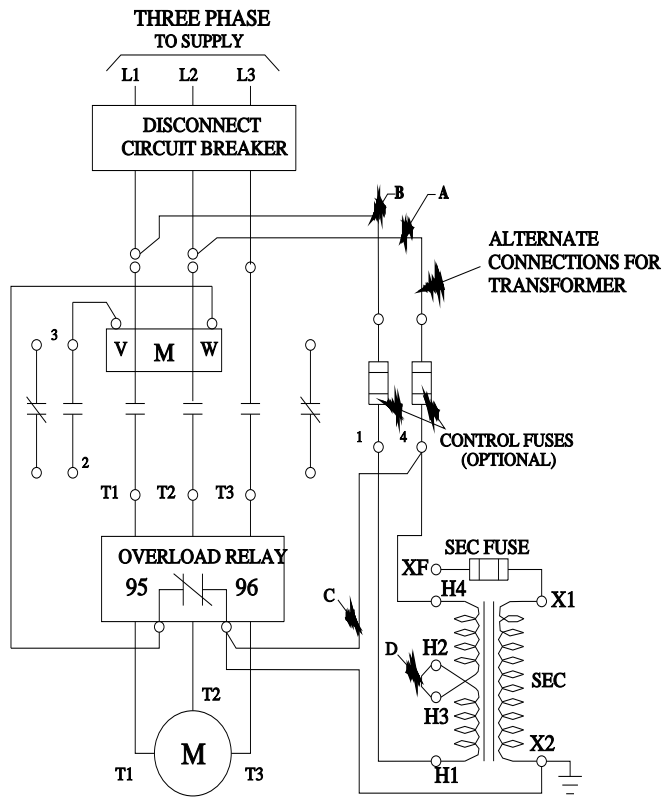 THREE PHASE
TO SUPPLY
L1 L2 L3
DISCONNECT
CIRCUIT BREAKER
B A
ALTERNATE
CONNECTIONS FOR
TRANSFORMER
3 V M W
1 4
CONTROL FUSES
(OPTIONAL)
2
T1 T2 T3
OVERLOAD RELAY
95 96
SEC FUSE
XF
H4 X1
C
D H2
SEC
H3
T2
X2
M
T1 T3 H1